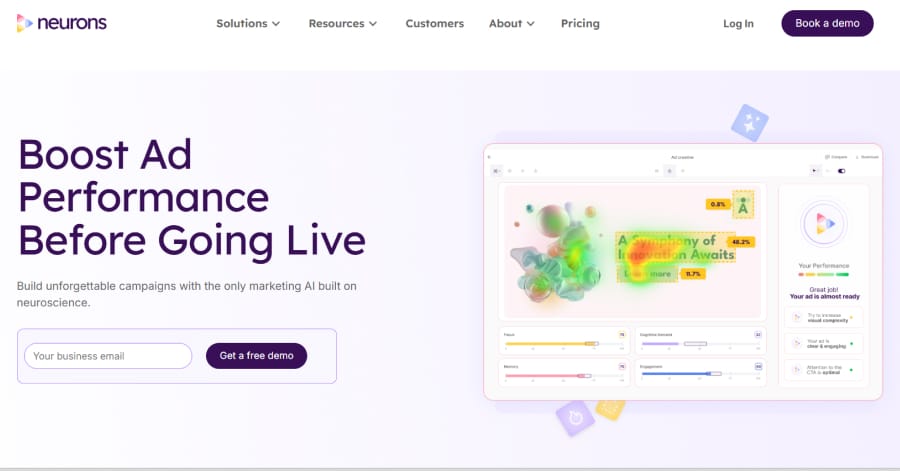 neurons
Solutions
Resources
Customers
About
Pricing
Log In
Book a demo
Boost Ad
Performance
Before Going Live
Build unforgettable campaigns with the only marketing AI built on
neuroscience.
Your business email
Get a free demo
Ad creative
Compare
Download
0.8%
A
A Symphony of
48.2%
Innovation Awaits
Learn more
11.7%
Your Performance
Great job!
Your ad is almost ready
Try to increase
visual complexity
Your ad is
clear & engaging
Attention to the
CTA is optimal
Focus
Cognitive Demand
Memory
Engagement